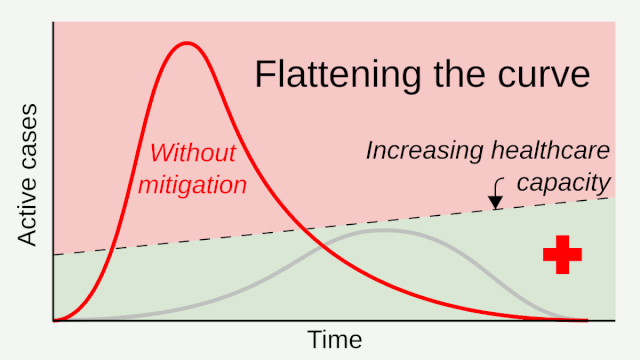 Flattening the curve
Without
mitigation
Increasing healthcare
capacity
Active cases
Time